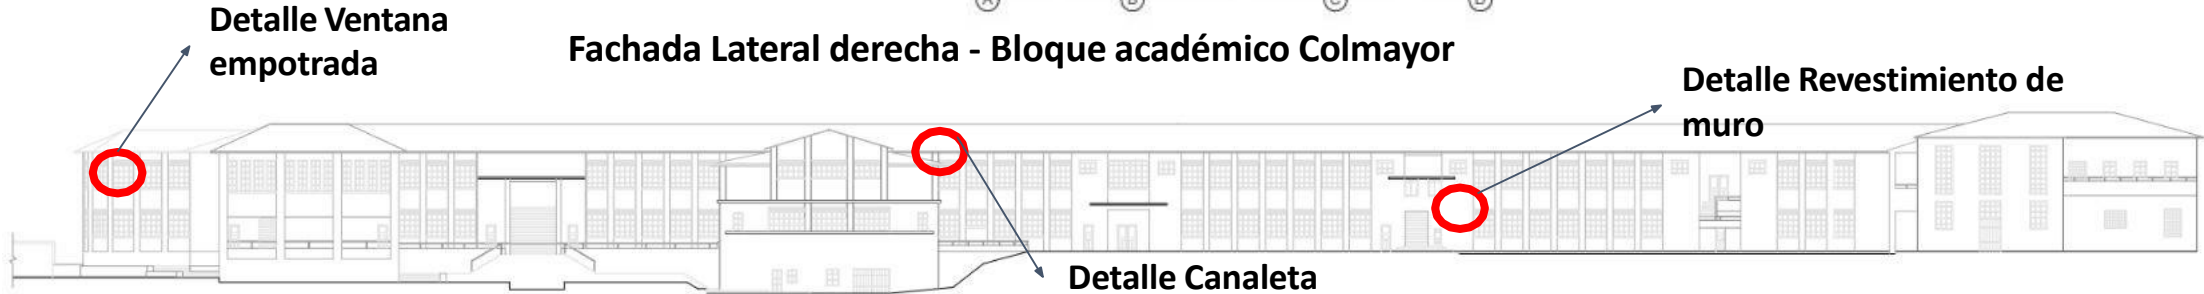 A B C D
Detalle Ventana
empotrada
Fachada Lateral derecha - Bloque académico Colmayor
Detalle Revestimiento de
muro
Detalle Canaleta